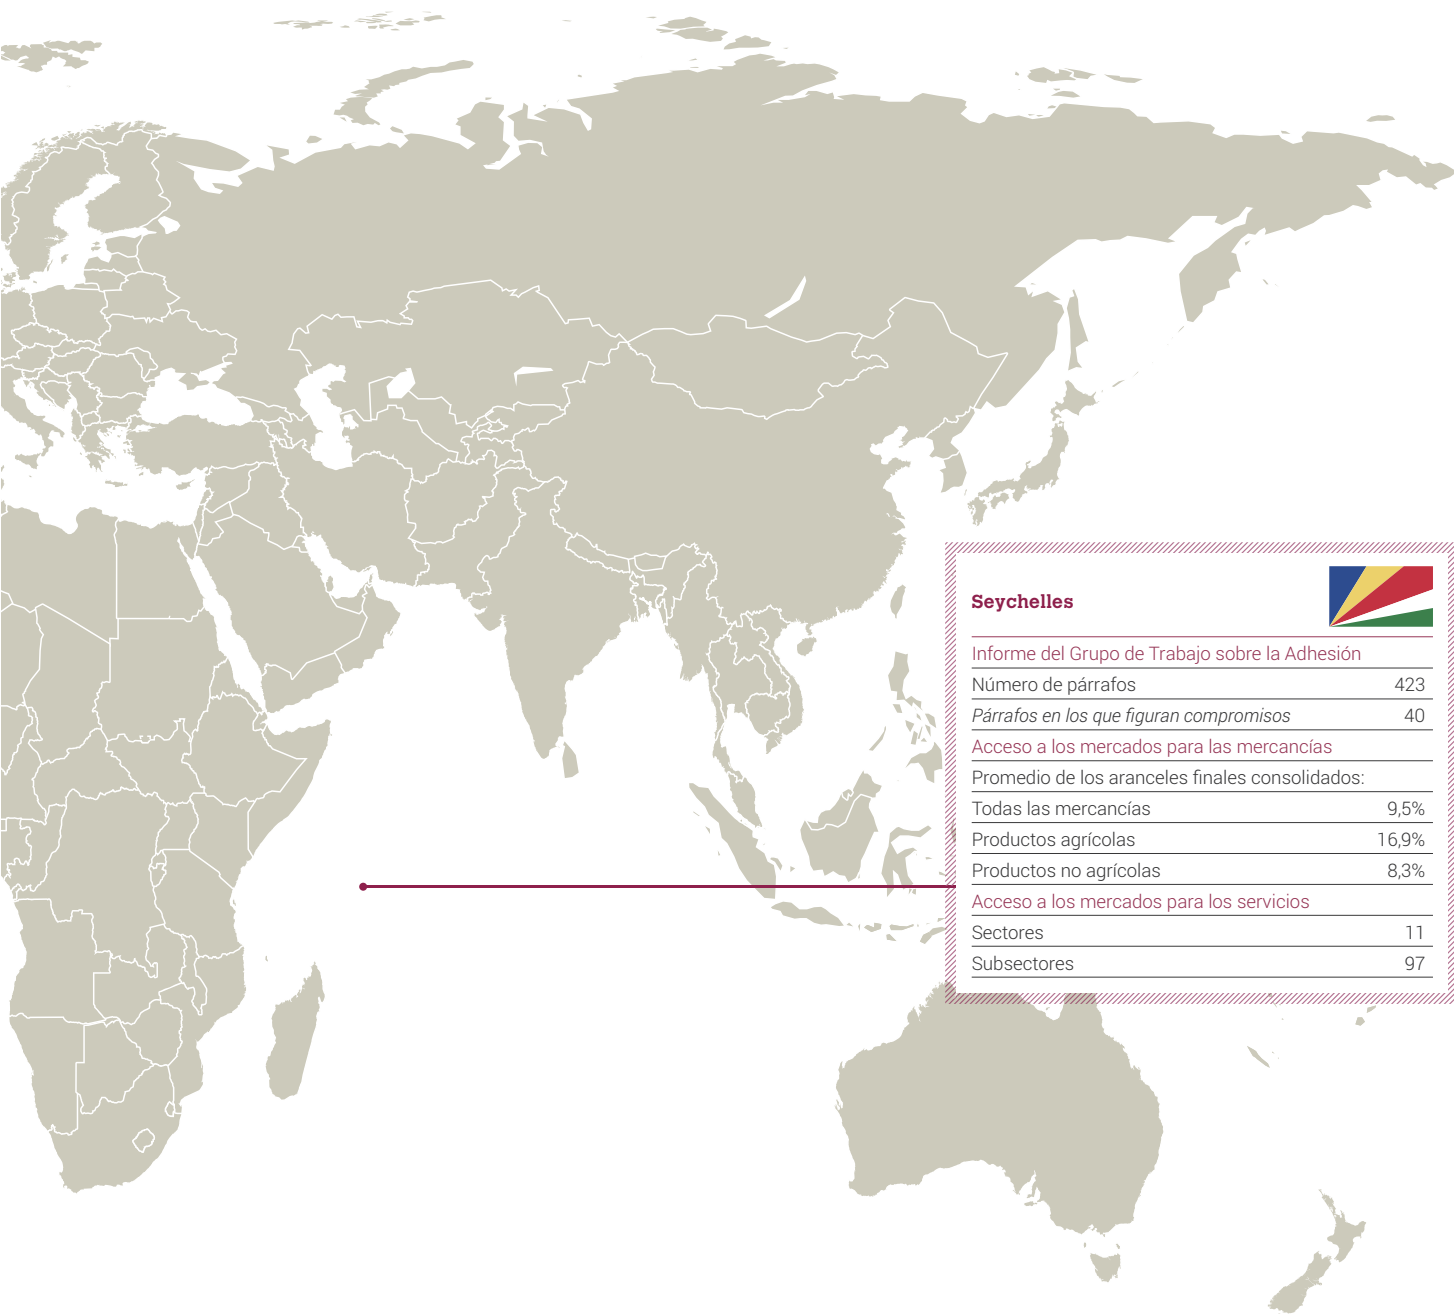 Seychelles
Informe del Grupo de Trabajo sobre la Adhesión
Número de párrafos 423
Párrafos en los que figuran compromisos 40
Acceso a los mercados para las mercancías
Promedio de los aranceles finales consolidados:
Todas las mercancías 9,5%
Productos agrícolas 16,9%
Productos no agrícolas 8,3%
Acceso a los mercados para los servicios
Sectores 11
Subsectores 97